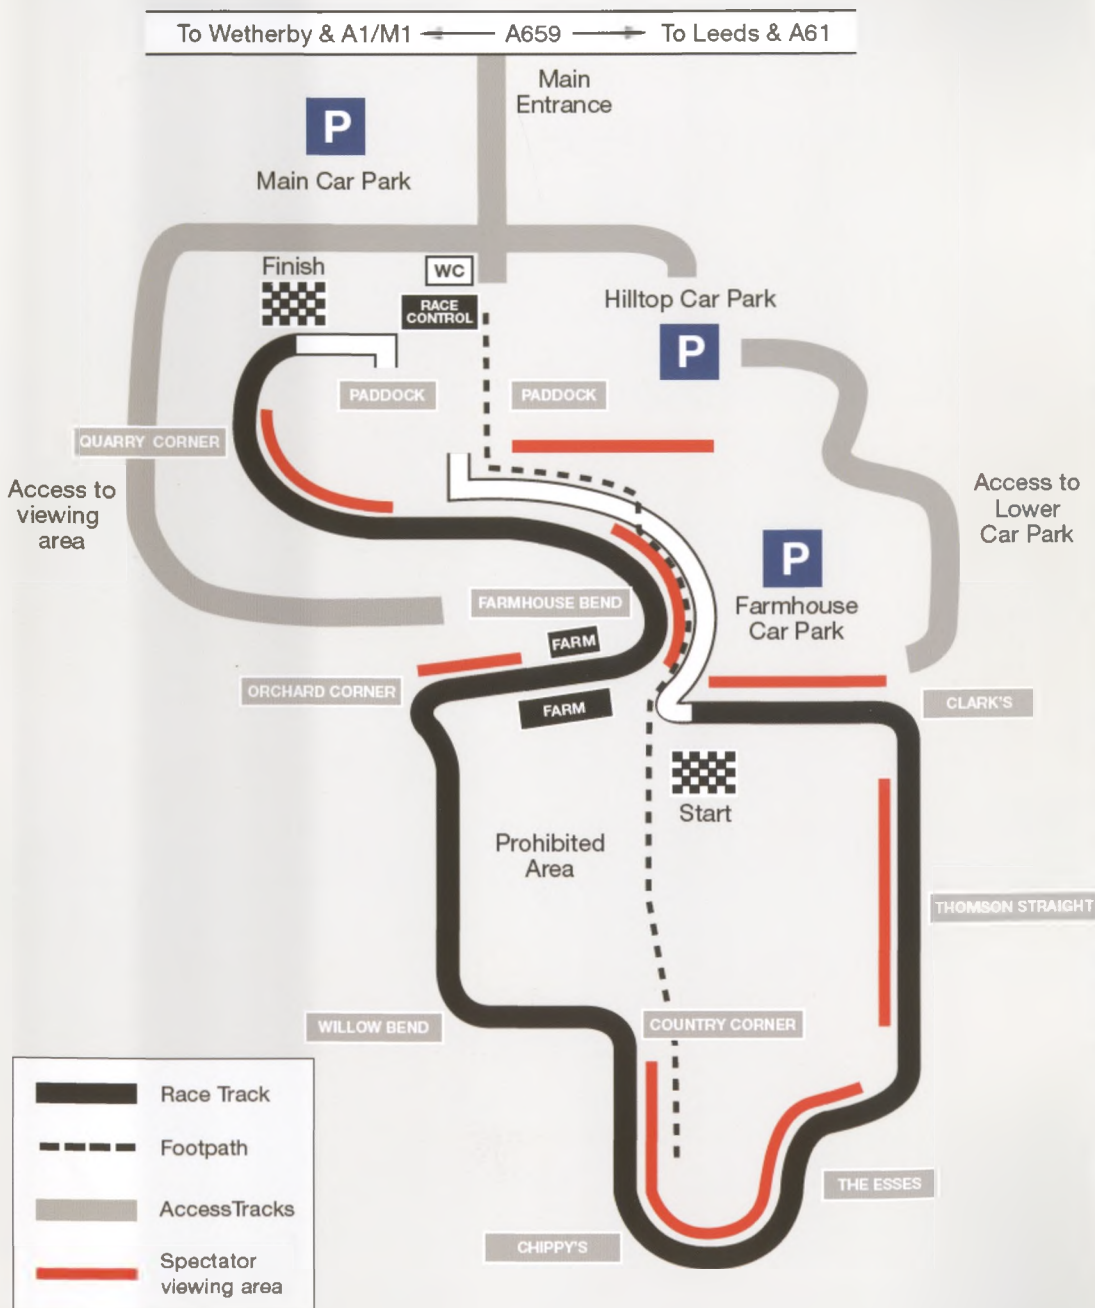 To Wetherby & A1/M1 A659 To Leeds & A61
Main
Entrance
P
Main Car Park
Finish
WC
RACE
CONTROL
Hilltop Car Park
P
PADDOCK
PADDOCK
QUARRY CORNER
Access to
viewing
area
Access to
Lower
Car Park
P
Farmhouse
Car Park
FARMHOUSE BEND
FARM
ORCHARD CORNER
FARM
CLARK'S
Start
Prohibited
Area
THOMSON STRAIGHT
WILLOW BEND
COUNTRY CORNER
THE ESSES
CHIPPY'S
Race Track
Footpath
AccessTracks
Spectator
viewing area